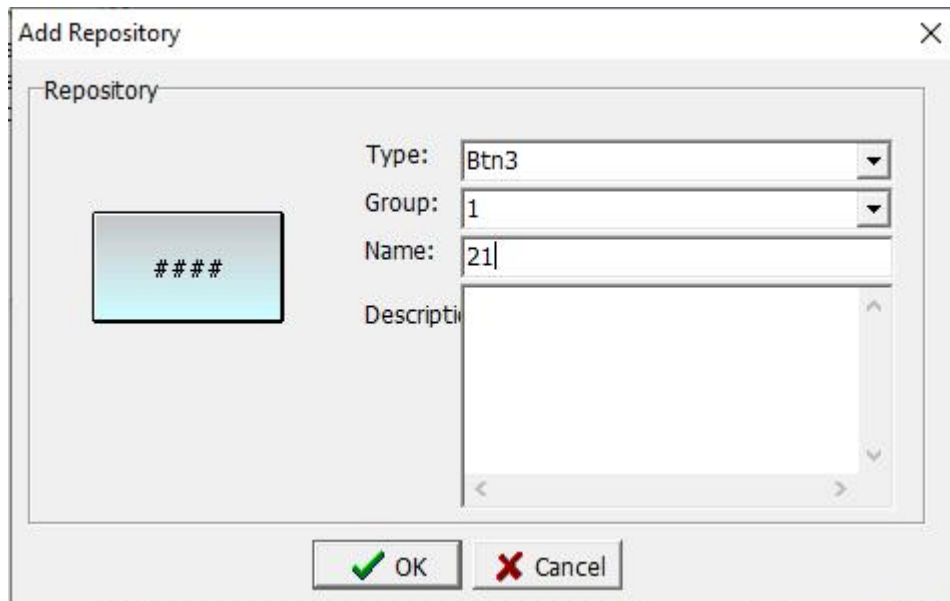 Add Repository
Repository
Type: Btn3
Group: 1
Name: 21
####
Descripti
OK Cancel